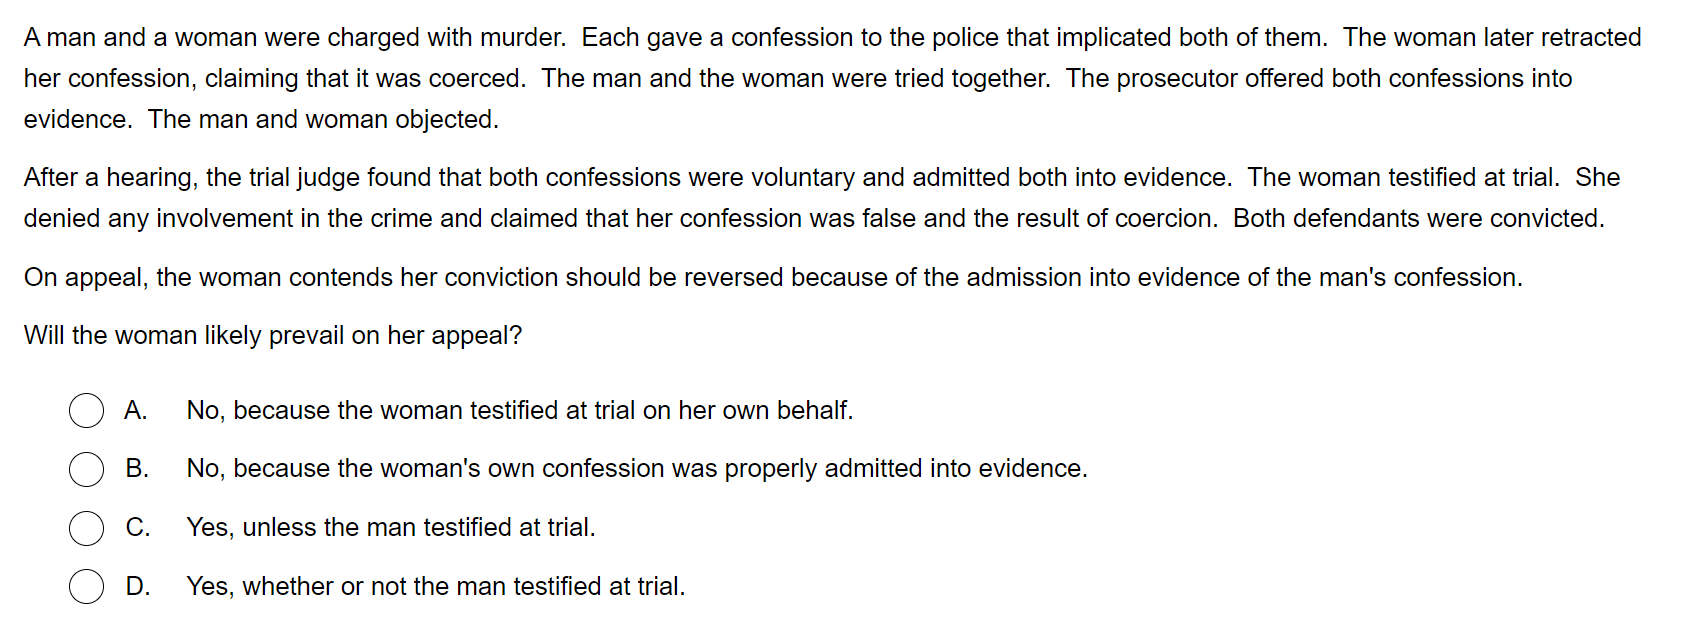 A man and a woman were charged with murder.  Each gave a confession to the police that implicated both of them.  The woman later retracted
her confession, claiming that it was coerced.  The man and the woman were tried together.  The prosecutor offered both confessions into
evidence.  The man and woman objected.
After a hearing, the trial judge found that both confessions were voluntary and admitted both into evidence.  The woman testified at trial.  She
denied any involvement in the crime and claimed that her confession was false and the result of coercion.  Both defendants were convicted.
On appeal, the woman contends her conviction should be reversed because of the admission into evidence of the man's confession.
Will the woman likely prevail on her appeal?
A. No, because the woman testified at trial on her own behalf.
B. No, because the woman's own confession was properly admitted into evidence.
C. Yes, unless the man testified at trial.
D. Yes, whether or not the man testified at trial.